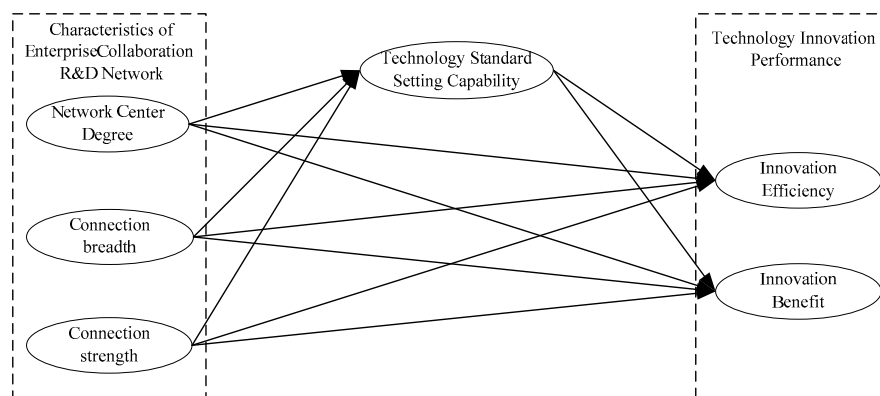 Characteristics of
EnterpriseCollaboration
R&D Network
Network Center
Degree
Connection
breadth
Connection
strength
Technology Standard
Setting Capability
Technology Innovation
Performance
Innovation
Efficiency
Innovation
Benefit